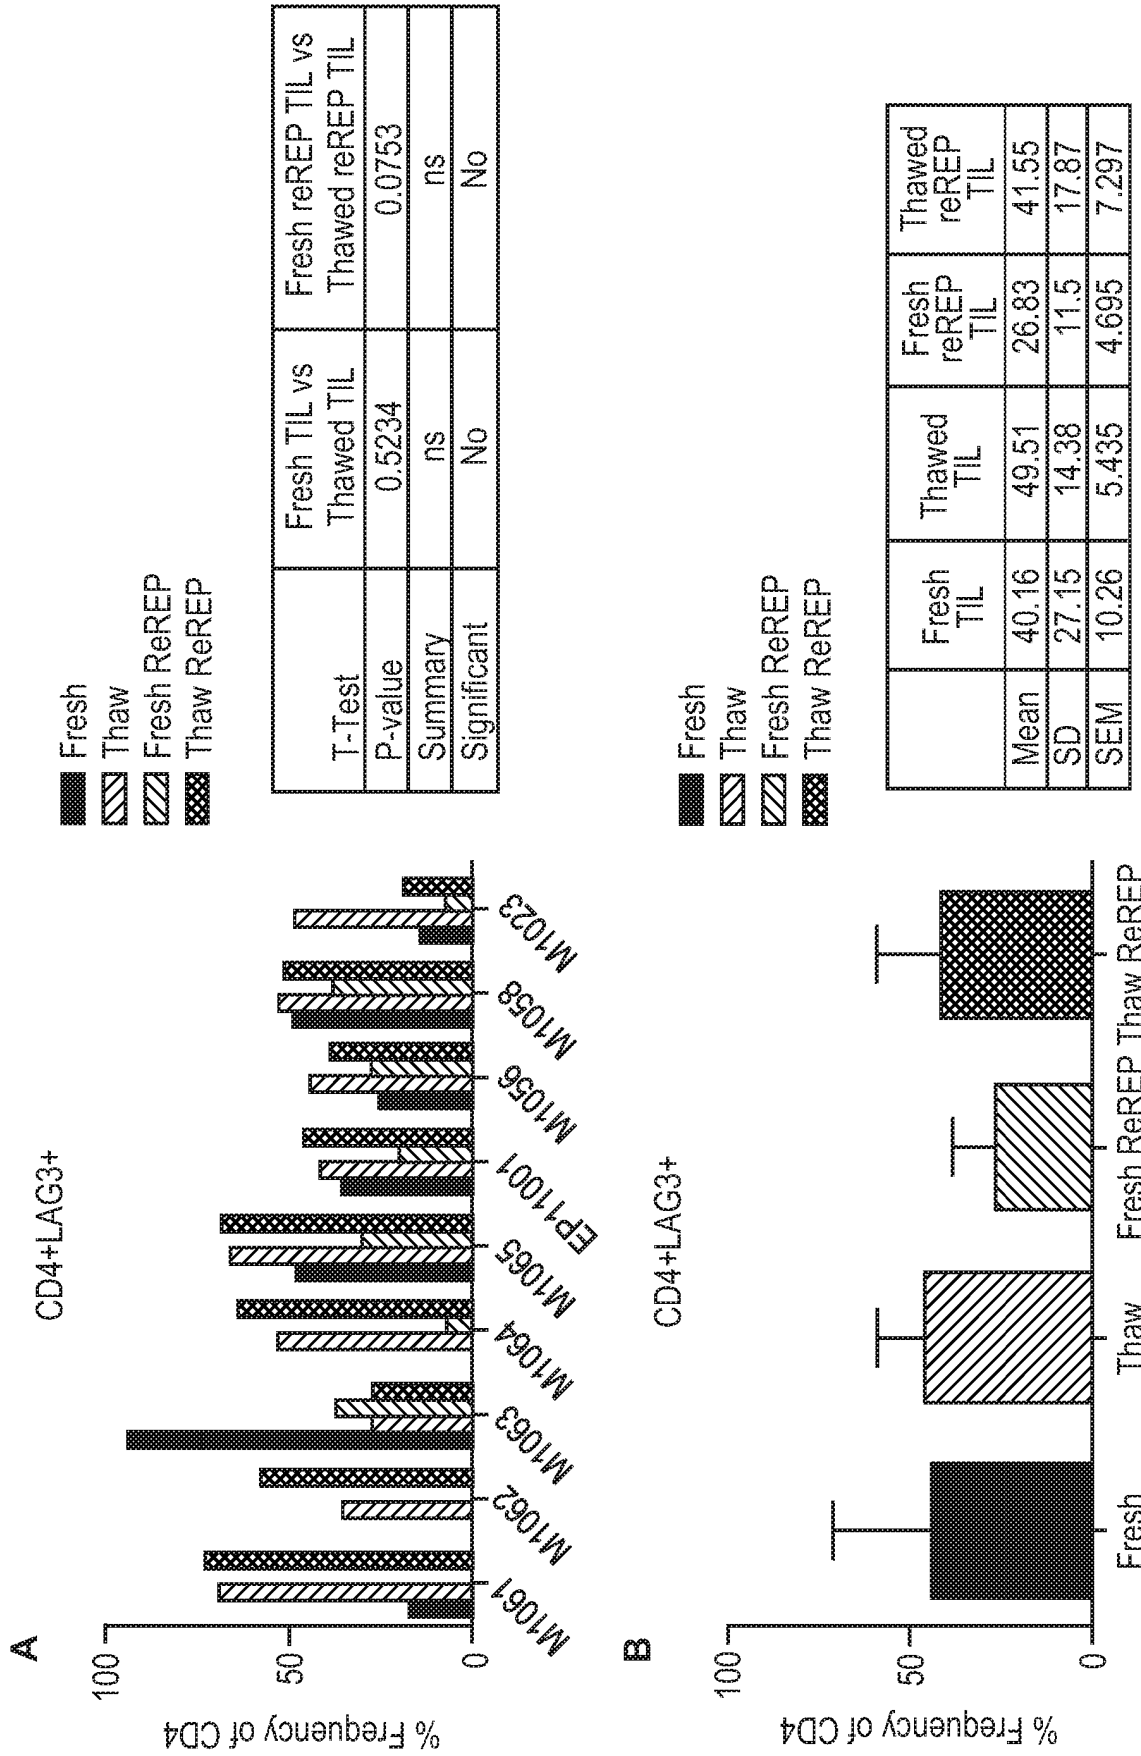 A
CD4+LAG3+
% Frequency of CD4
100
50
0
M1061
M1062
M1063
M1064
M1065
EP11001
M1056
M1058
M1023
Fresh
Thaw
Fresh ReREP
Thaw ReREP
T-Test
Fresh TIL vs
Thawed TIL
Fresh reREP TIL vs
Thawed reREP TIL
P-value 0.5234 0.0753
Summary ns ns
Significant No No
B
CD4+LAG3+
% Frequency of CD4
100
50
0
Fresh Thaw Fresh ReREP Thaw ReREP
Fresh
Thaw
Fresh ReREP
Thaw ReREP
Fresh
TIL
Thawed
TIL
Fresh
reREP
TIL
Thawed
reREP
TIL
Mean 40.16 49.51 26.83 41.55
SD 27.15 14.38 11.5 17.87
SEM 10.26 5.435 4.695 7.297